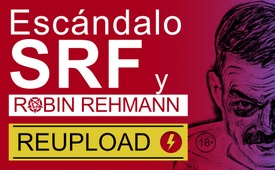 Escándalo
SRF y
ROBIN REHMANN
REUPLOAD
18+